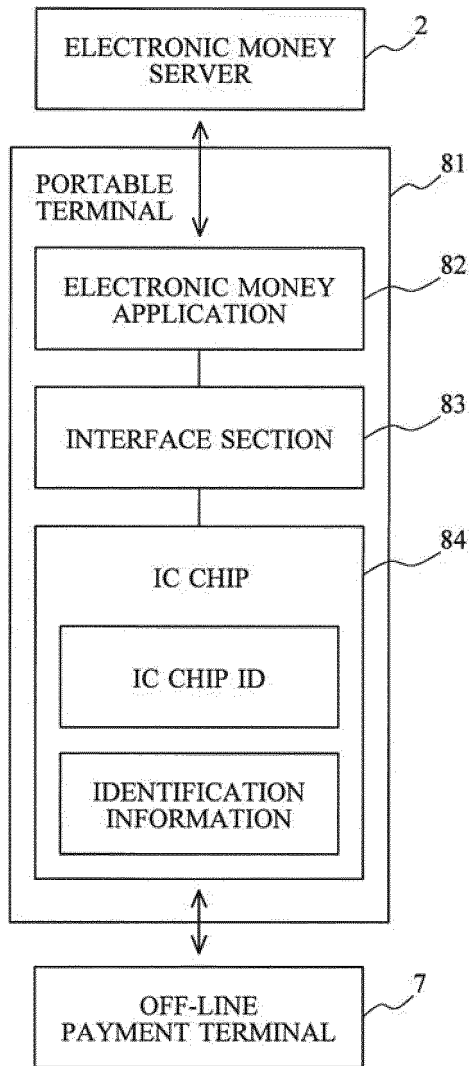 2
ELECTRONIC MONEY
SERVER
81
PORTABLE
TERMINAL
82
ELECTRONIC MONEY
APPLICATION
83
INTERFACE SECTION
84
IC CHIP
IC CHIP ID
IDENTIFICATION
INFORMATION
7
OFF-LINE
PAYMENT TERMINAL